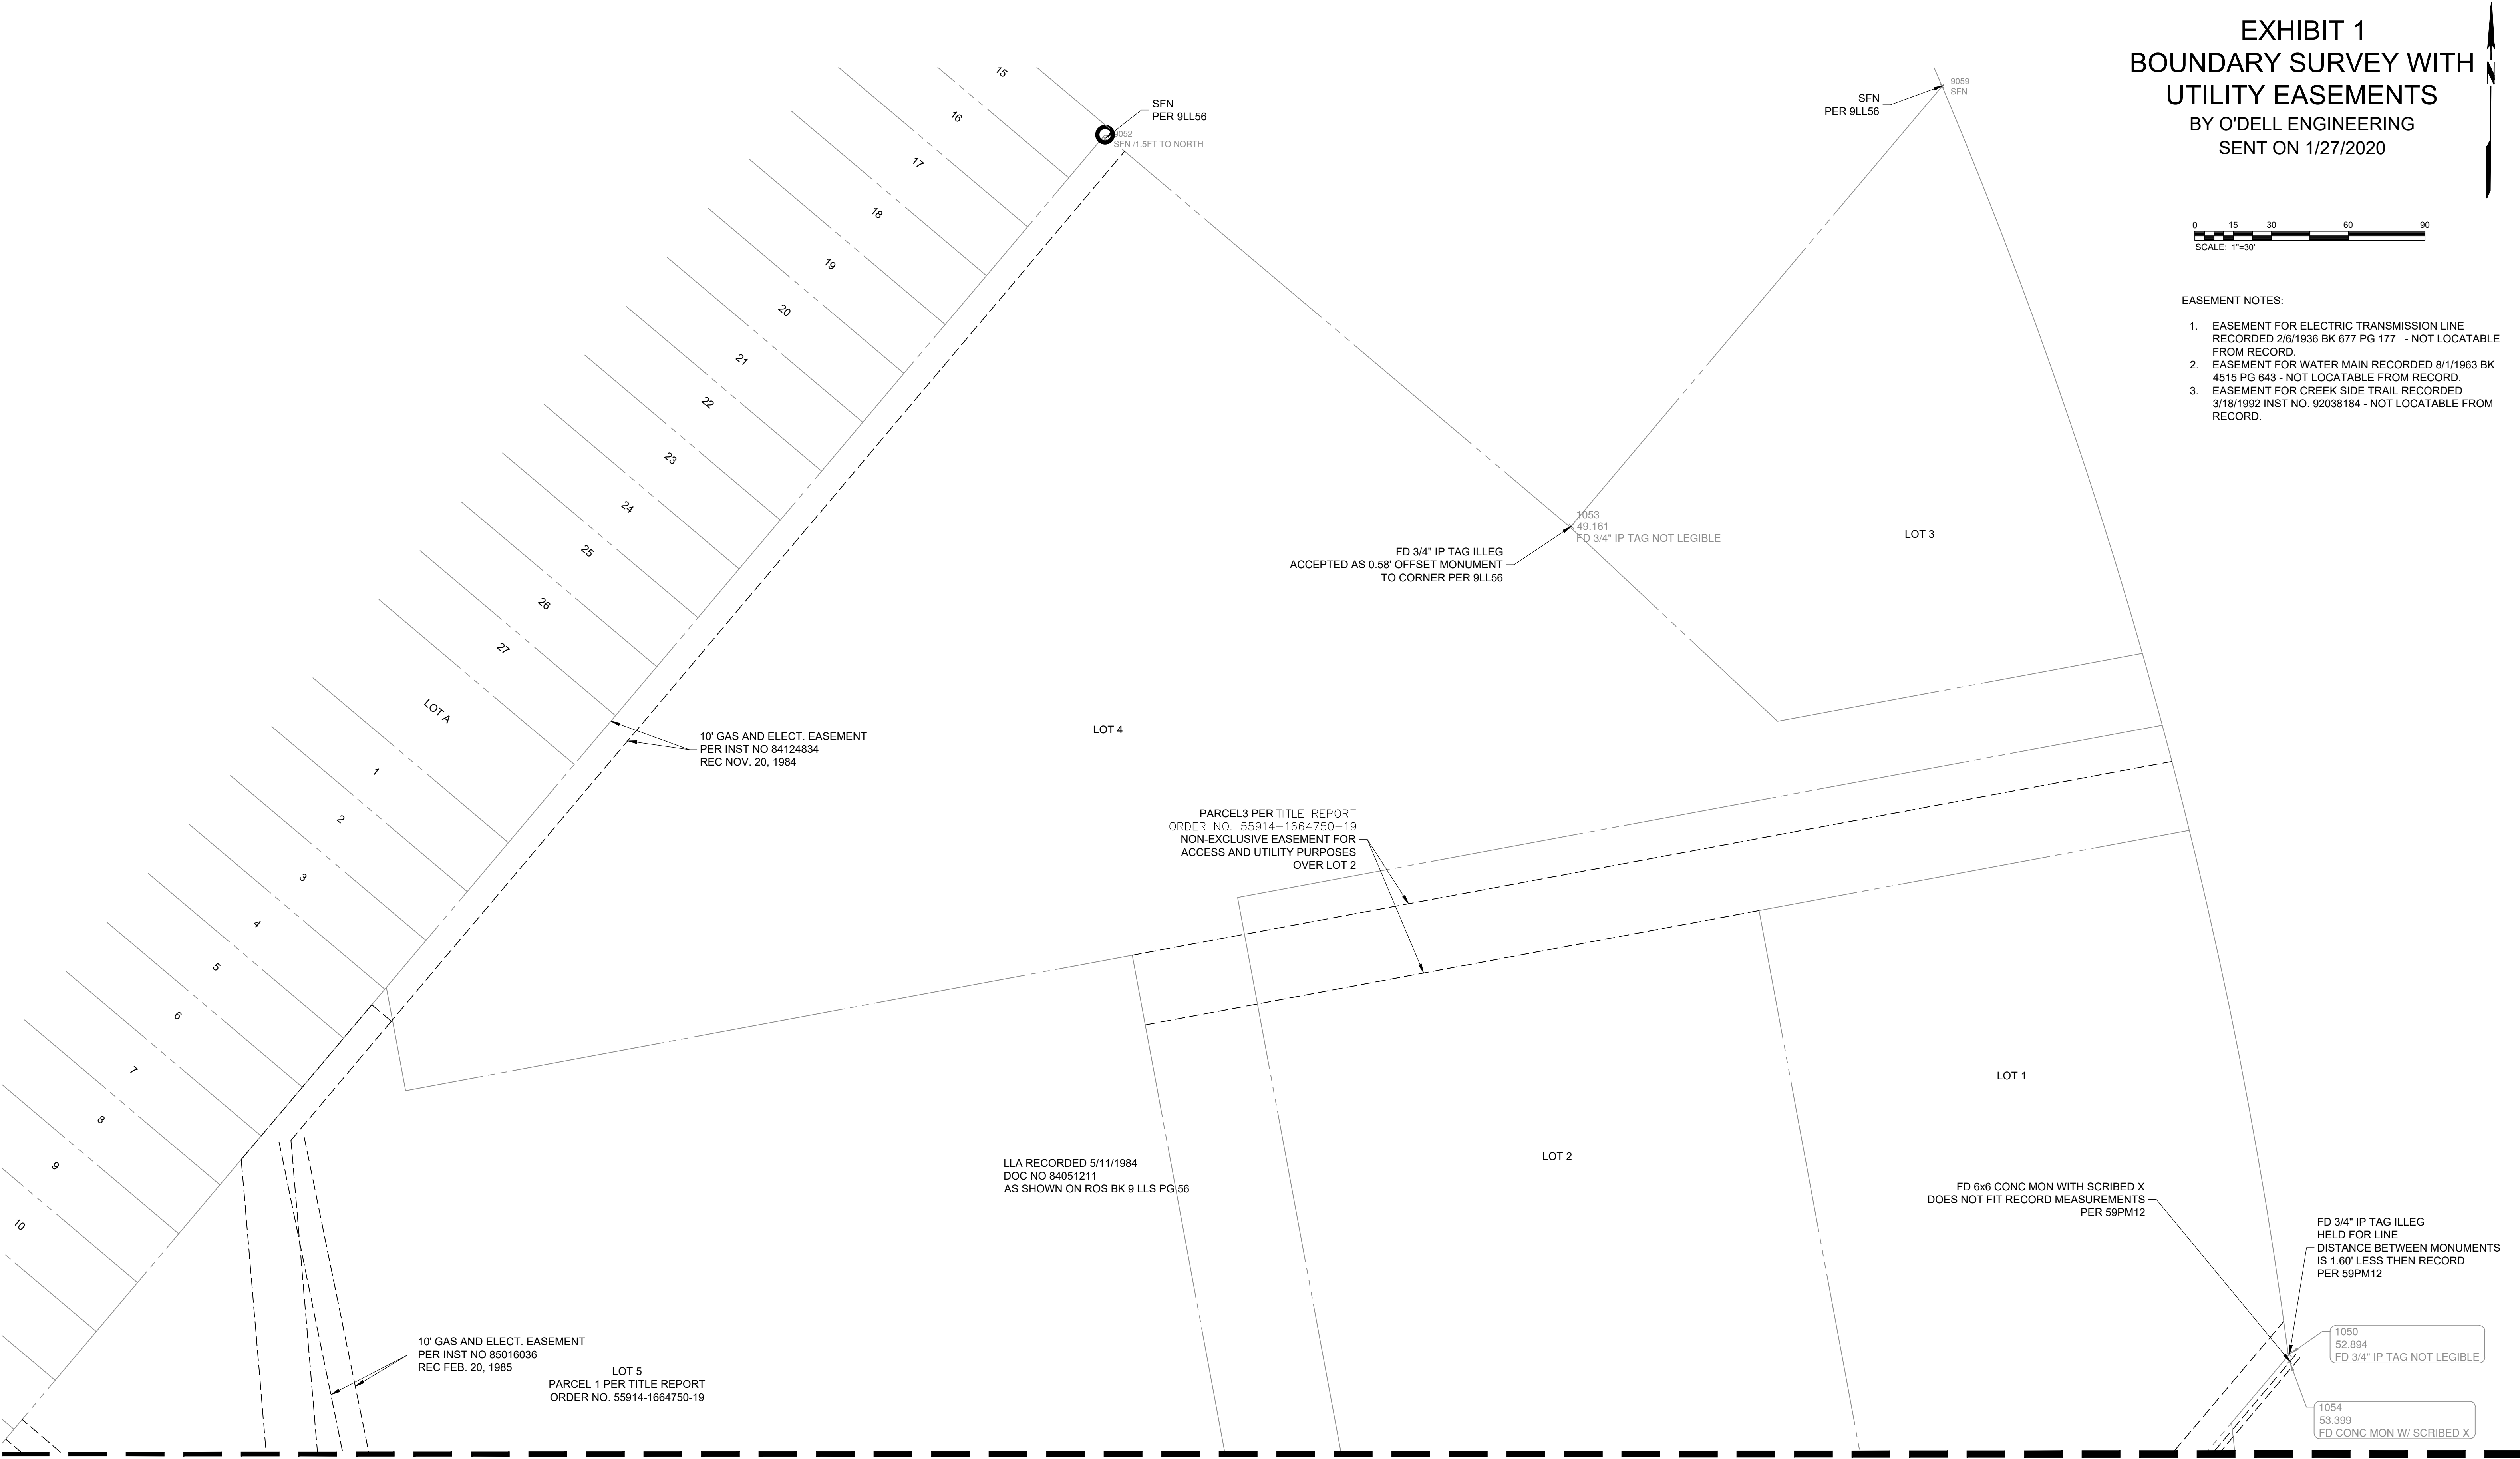 EXHIBIT 1
BOUNDARY SURVEY WITH
UTILITY EASEMENTS
BY O'DELL ENGINEERING
SENT ON 1/27/2020
N
0 15 30 60 90
SCALE: 1"=30'
EASEMENT NOTES:
1. EASEMENT FOR ELECTRIC TRANSMISSION LINE
RECORDED 2/6/1936 BK 677 PG 177 - NOT LOCATABLE
FROM RECORD.
2. EASEMENT FOR WATER MAIN RECORDED 8/1/1963 BK
4515 PG 643 - NOT LOCATABLE FROM RECORD.
3. EASEMENT FOR CREEK SIDE TRAIL RECORDED
3/18/1992 INST NO. 92038184 - NOT LOCATABLE FROM
RECORD.
15
16
17
18
19
20
21
22
23
24
25
26
27
LOT A
1
2
3
4
5
6
7
8
9
10
SFN
PER 9LL56
9052
SFN /1.5FT TO NORTH
SFN
PER 9LL56
9059
SFN
1053
49.161
FD 3/4" IP TAG NOT LEGIBLE
FD 3/4" IP TAG ILLEG
ACCEPTED AS 0.58' OFFSET MONUMENT
TO CORNER PER 9LL56
LOT 3
10' GAS AND ELECT. EASEMENT
PER INST NO 84124834
REC NOV. 20, 1984
LOT 4
PARCEL3 PER TITLE REPORT
ORDER NO. 55914-1664750-19
NON-EXCLUSIVE EASEMENT FOR
ACCESS AND UTILITY PURPOSES
OVER LOT 2
LOT 1
LOT 2
LLA RECORDED 5/11/1984
DOC NO 84051211
AS SHOWN ON ROS BK 9 LLS PG 56
FD 6x6 CONC MON WITH SCRIBED X
DOES NOT FIT RECORD MEASUREMENTS
PER 59PM12
FD 3/4" IP TAG ILLEG
HELD FOR LINE
DISTANCE BETWEEN MONUMENTS
IS 1.60' LESS THEN RECORD
PER 59PM12
1050
52.894
FD 3/4" IP TAG NOT LEGIBLE
1054
53.399
FD CONC MON W/ SCRIBED X
10' GAS AND ELECT. EASEMENT
PER INST NO 85016036
REC FEB. 20, 1985
LOT 5
PARCEL 1 PER TITLE REPORT
ORDER NO. 55914-1664750-19